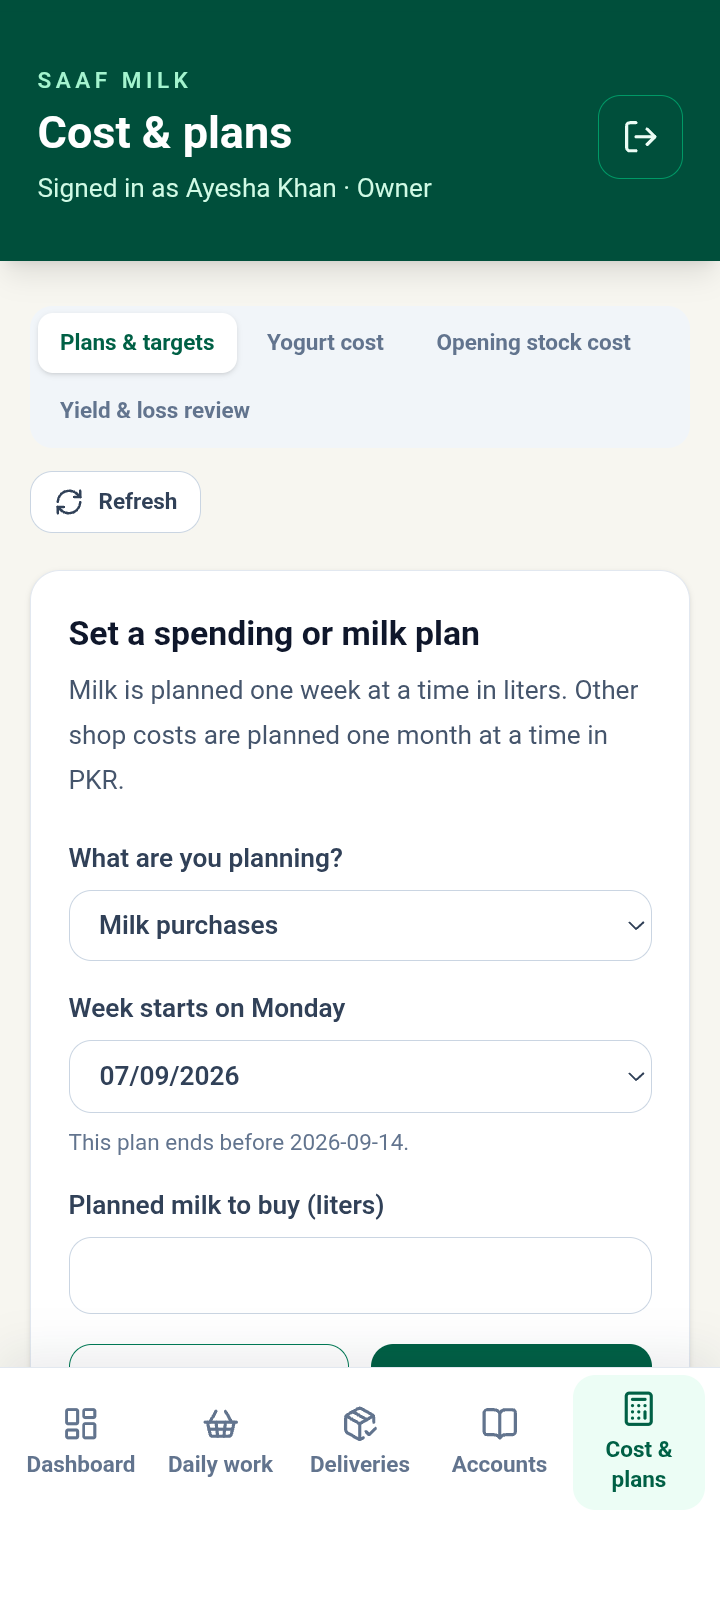 SAAF MILK
Cost & plans
Signed in as Ayesha Khan · Owner
Plans & targets
Yogurt cost
Opening stock cost
Yield & loss review
Refresh
Set a spending or milk plan
Milk is planned one week at a time in liters. Other
shop costs are planned one month at a time in
PKR.
What are you planning?
Milk purchases
Week starts on Monday
07/09/2026
This plan ends before 2026-09-14.
Planned milk to buy (liters)
Dashboard
Daily work
Deliveries
Accounts
Cost &
plans